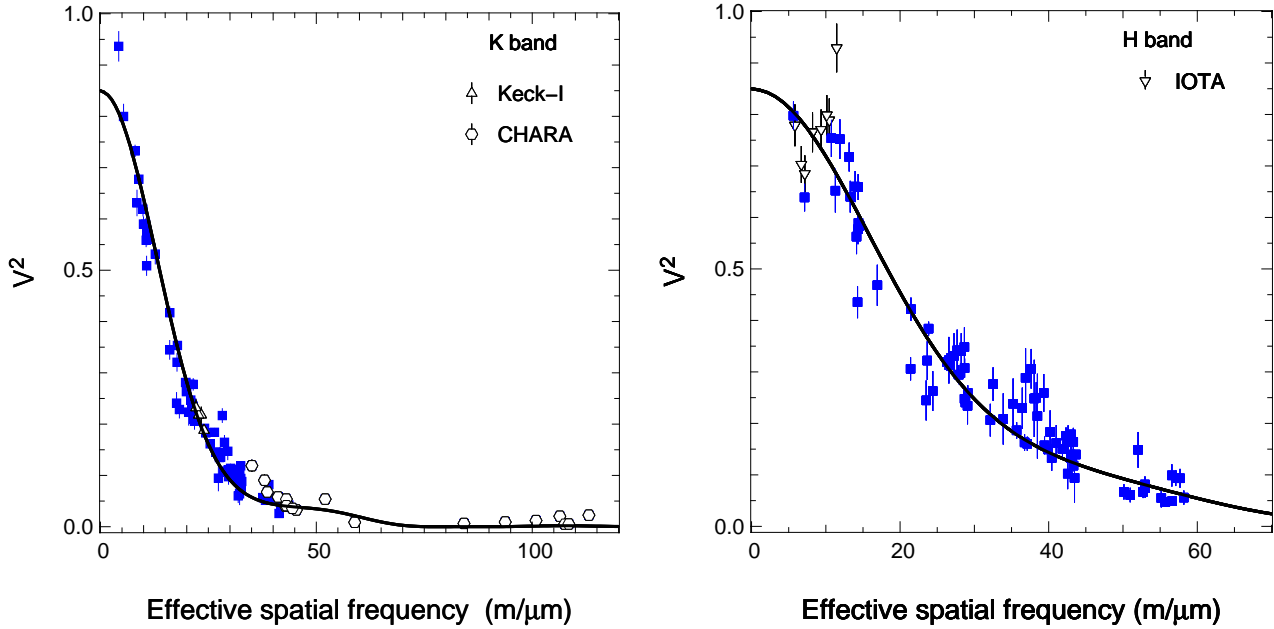 1.0
K band
Keck−I
CHARA
V²
0.5
0.0
0
50
100
Effective spatial frequency (m/μm)
1.0
H band
IOTA
V²
0.5
0.0
0
20
40
60
Effective spatial frequency (m/μm)